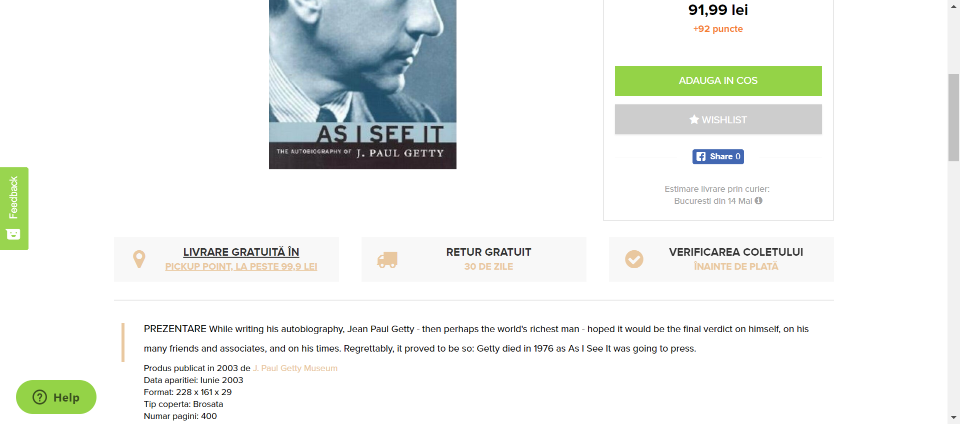 91,99 lei
+92 puncte
ADAUGA IN COS
WISHLIST
Share 0
Estimare livrare prin curier:
Bucuresti din 14 Mai
AS I SEE IT
THE AUTOBIOGRAPHY OF J. PAUL GETTY
Feedback
LIVRARE GRATUITĂ ÎN
PICKUP POINT, LA PESTE 99,9 LEI
RETUR GRATUIT
30 DE ZILE
VERIFICAREA COLETULUI
ÎNAINTE DE PLATĂ
PREZENTARE While writing his autobiography, Jean Paul Getty - then perhaps the world's richest man - hoped it would be the final verdict on himself, on his
many friends and associates, and on his times. Regrettably, it proved to be so: Getty died in 1976 as As I See It was going to press.
Produs publicat in 2003 de J. Paul Getty Museum
Data aparitiei: Iunie 2003
Format: 228 x 161 x 29
Tip coperta: Brosata
Numar pagini: 400
Help